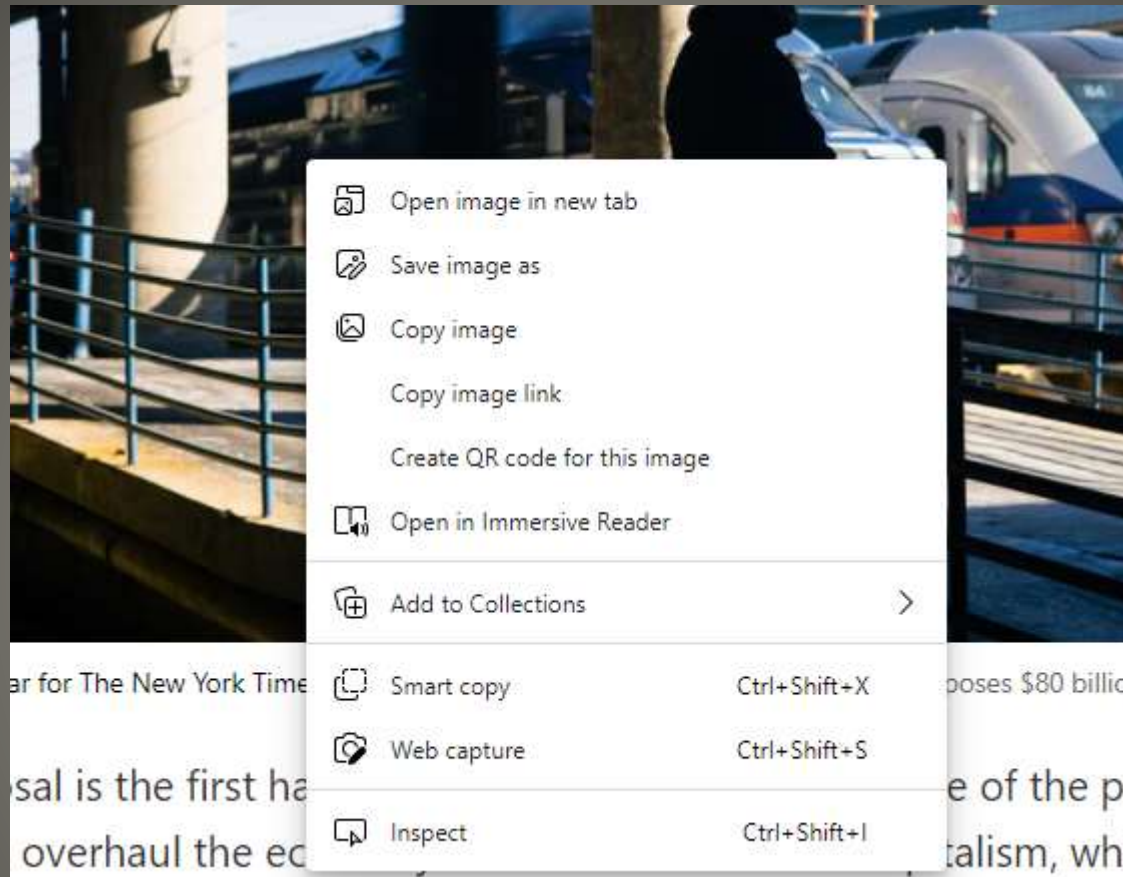 Open image in new tab
Save image as
Copy image
Copy image link
Create QR code for this image
Open in Immersive Reader
Add to Collections
ar for The New York Time
Smart copy Ctrl+Shift+X
poses $80 billi
Web capture Ctrl+Shift+S
sal is the first ha
e of the p
Inspect Ctrl+Shift+I
overhaul the ec
talism, wh